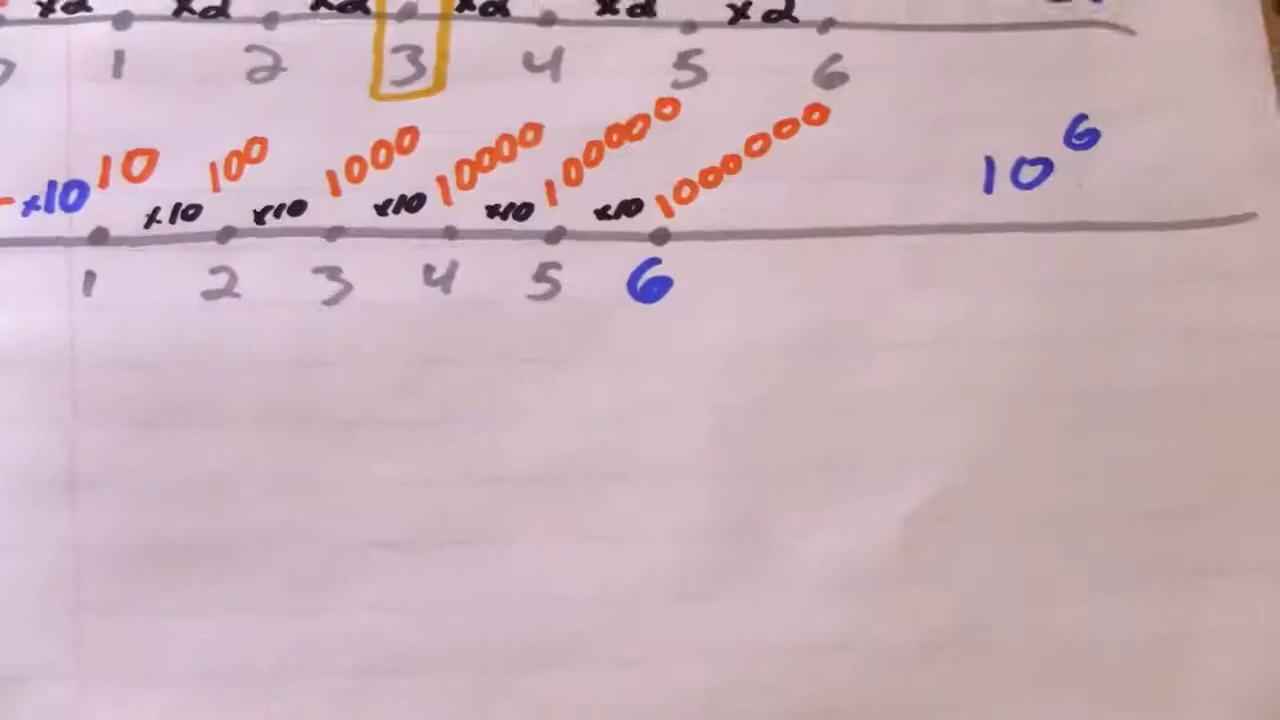 x2 x2 x2 x2 x2 x2
1 2 3 4 5 6
10 100 1000 10000 100000 1000000 10^6
x10 x10 x10 x10 x10 x10
1 2 3 4 5 6